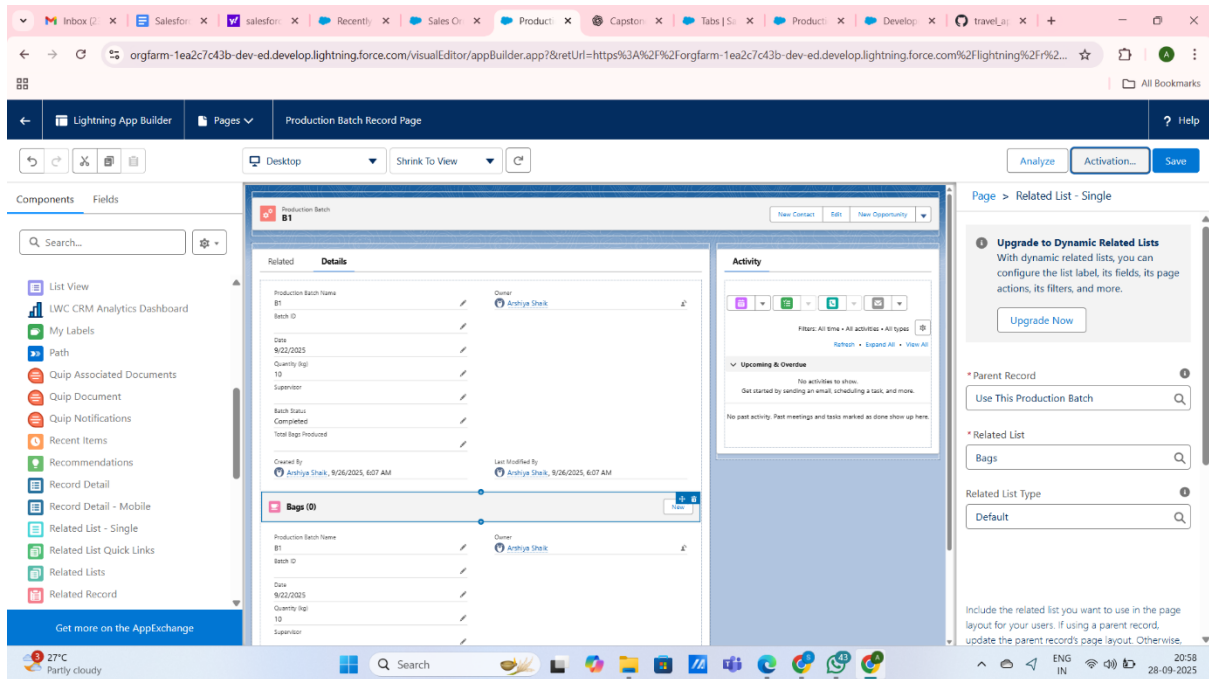 Inbox (2
Salesfor
salesforc
Recently
Sales Or
Producti
Capston
Tabs | Sa
Producti
Develop
travel_ap
orgfarm-1ea2c7c43b-dev-ed.develop.lightning.force.com/visualEditor/appBuilder.app?&retUrl=https%3A%2F%2Forgfarm-1ea2c7c43b-dev-ed.develop.lightning.force.com%2Flightning%2Fr%2...
A
All Bookmarks
Lightning App Builder
Pages
Production Batch Record Page
? Help
Desktop
Shrink To View
Analyze
Activation...
Save
Components
Fields
Search...
List View
LWC CRM Analytics Dashboard
My Labels
Path
Quip Associated Documents
Quip Document
Quip Notifications
Recent Items
Recommendations
Record Detail
Record Detail - Mobile
Related List - Single
Related List Quick Links
Related Lists
Related Record
Get more on the AppExchange
Production Batch
B1
New Contact
Edit
New Opportunity
Related
Details
Production Batch Name
B1
Owner
Arshiya Shaik
Batch ID
Date
9/22/2025
Quantity (kg)
10
Supervisor
Batch Status
Completed
Total Bags Produced
Created By
Arshiya Shaik, 9/26/2025, 6:07 AM
Last Modified By
Arshiya Shaik, 9/26/2025, 6:07 AM
Bags (0)
New
Production Batch Name
B1
Owner
Arshiya Shaik
Batch ID
Date
9/22/2025
Quantity (kg)
10
Supervisor
Activity
Filters: All time • All activities • All types
Refresh • Expand All • View All
Upcoming & Overdue
No activities to show.
Get started by sending an email, scheduling a task, and more.
No past activity. Past meetings and tasks marked as done show up here.
Page > Related List - Single
Upgrade to Dynamic Related Lists
With dynamic related lists, you can
configure the list label, its fields, its page
actions, its filters, and more.
Upgrade Now
*Parent Record
Use This Production Batch
*Related List
Bags
Related List Type
Default
Include the related list you want to use in the page
layout for your users. If using a parent record,
update the parent record's page layout. Otherwise,
3
27°C
Partly cloudy
Search
43
ENG
IN
20:58
28-09-2025